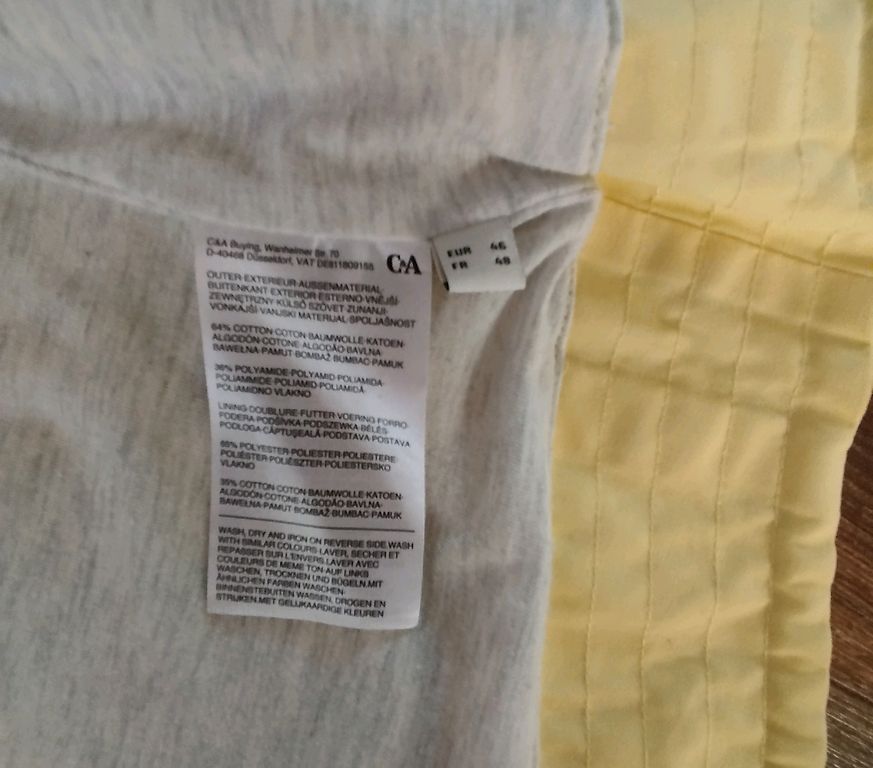 C&A Buying, Wanheimer Str. 70
D-40468 Düsseldorf, VAT DE811809155
C&A
EUR 46
FR 48
OUTER·EXTERIEUR·AUSSENMATERIAL·
BUITENKANT·EXTERIOR·ESTERNO·VNĚJŠÍ·
ZEWNĘTRZNY·KÜLSŐ SZÖVET·ZUNANJI·
VONKAJŠÍ·VANJSKI MATERIJAL·SPOLJAŠNOST
64% COTTON·COTON·BAUMWOLLE·KATOEN·
ALGODÓN·COTONE·ALGODÃO·BAVLNA·
BAWEŁNA·PAMUT·BOMBAŽ·BUMBAC·PAMUK
36% POLYAMIDE·POLYAMID·POLIAMIDA·
POLIAMMIDE·POLIAMID·POLIAMIDĂ·
POLIAMIDNO VLAKNO
LINING·DOUBLURE·FUTTER·VOERING·FORRO·
FODERA·PODŠÍVKA·PODSZEWKA·BÉLÉS·
PODLOGA·CĂPTUŞEALĂ·PODSTAVA·POSTAVA
65% POLYESTER·POLIESTER·POLIESTERE·
POLIÉSTER·POLIÉSZTER·POLIESTERSKO
VLAKNO
35% COTTON·COTON·BAUMWOLLE·KATOEN·
ALGODÓN·COTONE·ALGODÃO·BAVLNA·
BAWEŁNA·PAMUT·BOMBAŽ·BUMBAC·PAMUK
WASH, DRY AND IRON ON REVERSE SIDE.WASH
WITH SIMILAR COLOURS·LAVER, SECHER ET
REPASSER SUR L'ENVERS.LAVER AVEC
COULEURS DE MEME TON·AUF LINKS
WASCHEN, TROCKNEN UND BÜGELN.MIT
ÄHNLICHEN FARBEN WASCHEN·
BINNENSTEBUITEN WASSEN, DROGEN EN
STRIJKEN.MET GELIJKAARDIGE KLEUREN